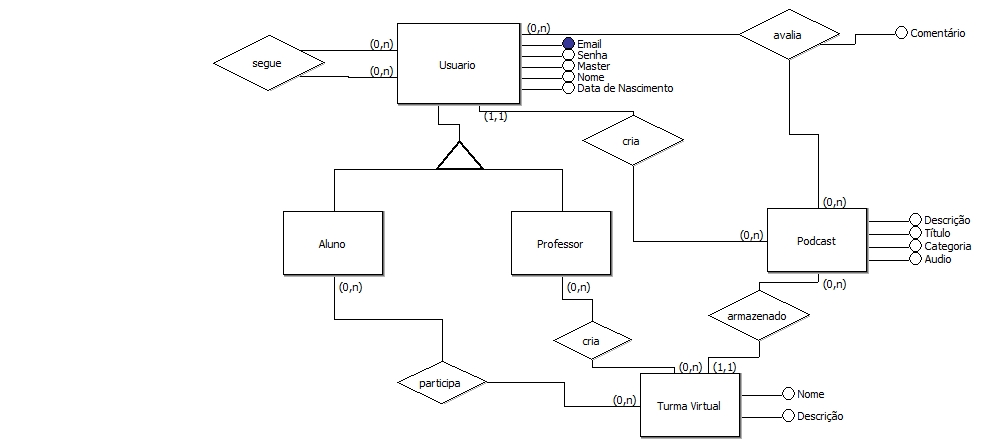 (0,n)
avalia
Comentário
(0,n)
Email
Senha
Master
Nome
Data de Nascimento
segue
(0,n)
Usuario
(0,n)
(1,1)
cria
(0,n)
Descrição
Título
Categoria
Audio
Aluno
Professor
(0,n)
Podcast
(0,n)
(0,n)
(0,n)
armazenado
cria
(0,n)
(1,1)
participa
(0,n)
Turma Virtual
Nome
Descrição